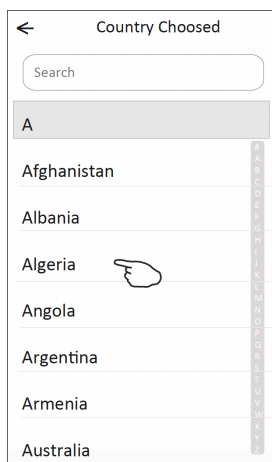 Country Choosed
Search
A
Afghanistan
Albania
Algeria
Angola
Argentina
Armenia
Australia
#
A
B
C
D
E
F
G
H
I
J
K
L
M
N
O
P
Q
R
S
T
U
V
W
X
Y
Z